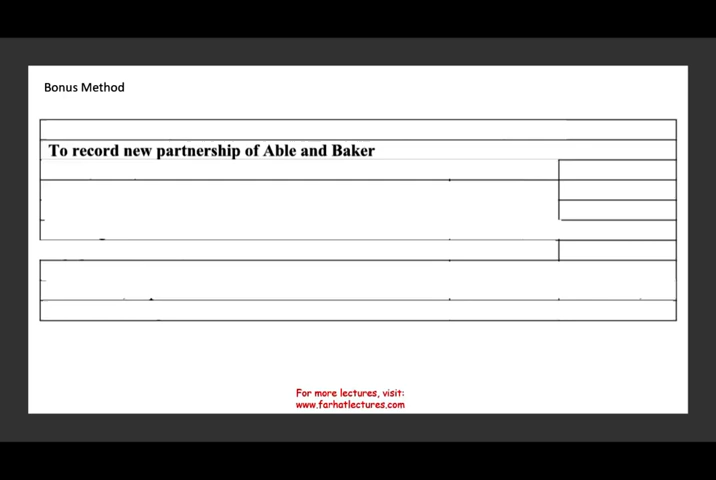 Bonus Method
To record new partnership of Able and Baker
For more lectures, visit:
www.farhatlectures.com